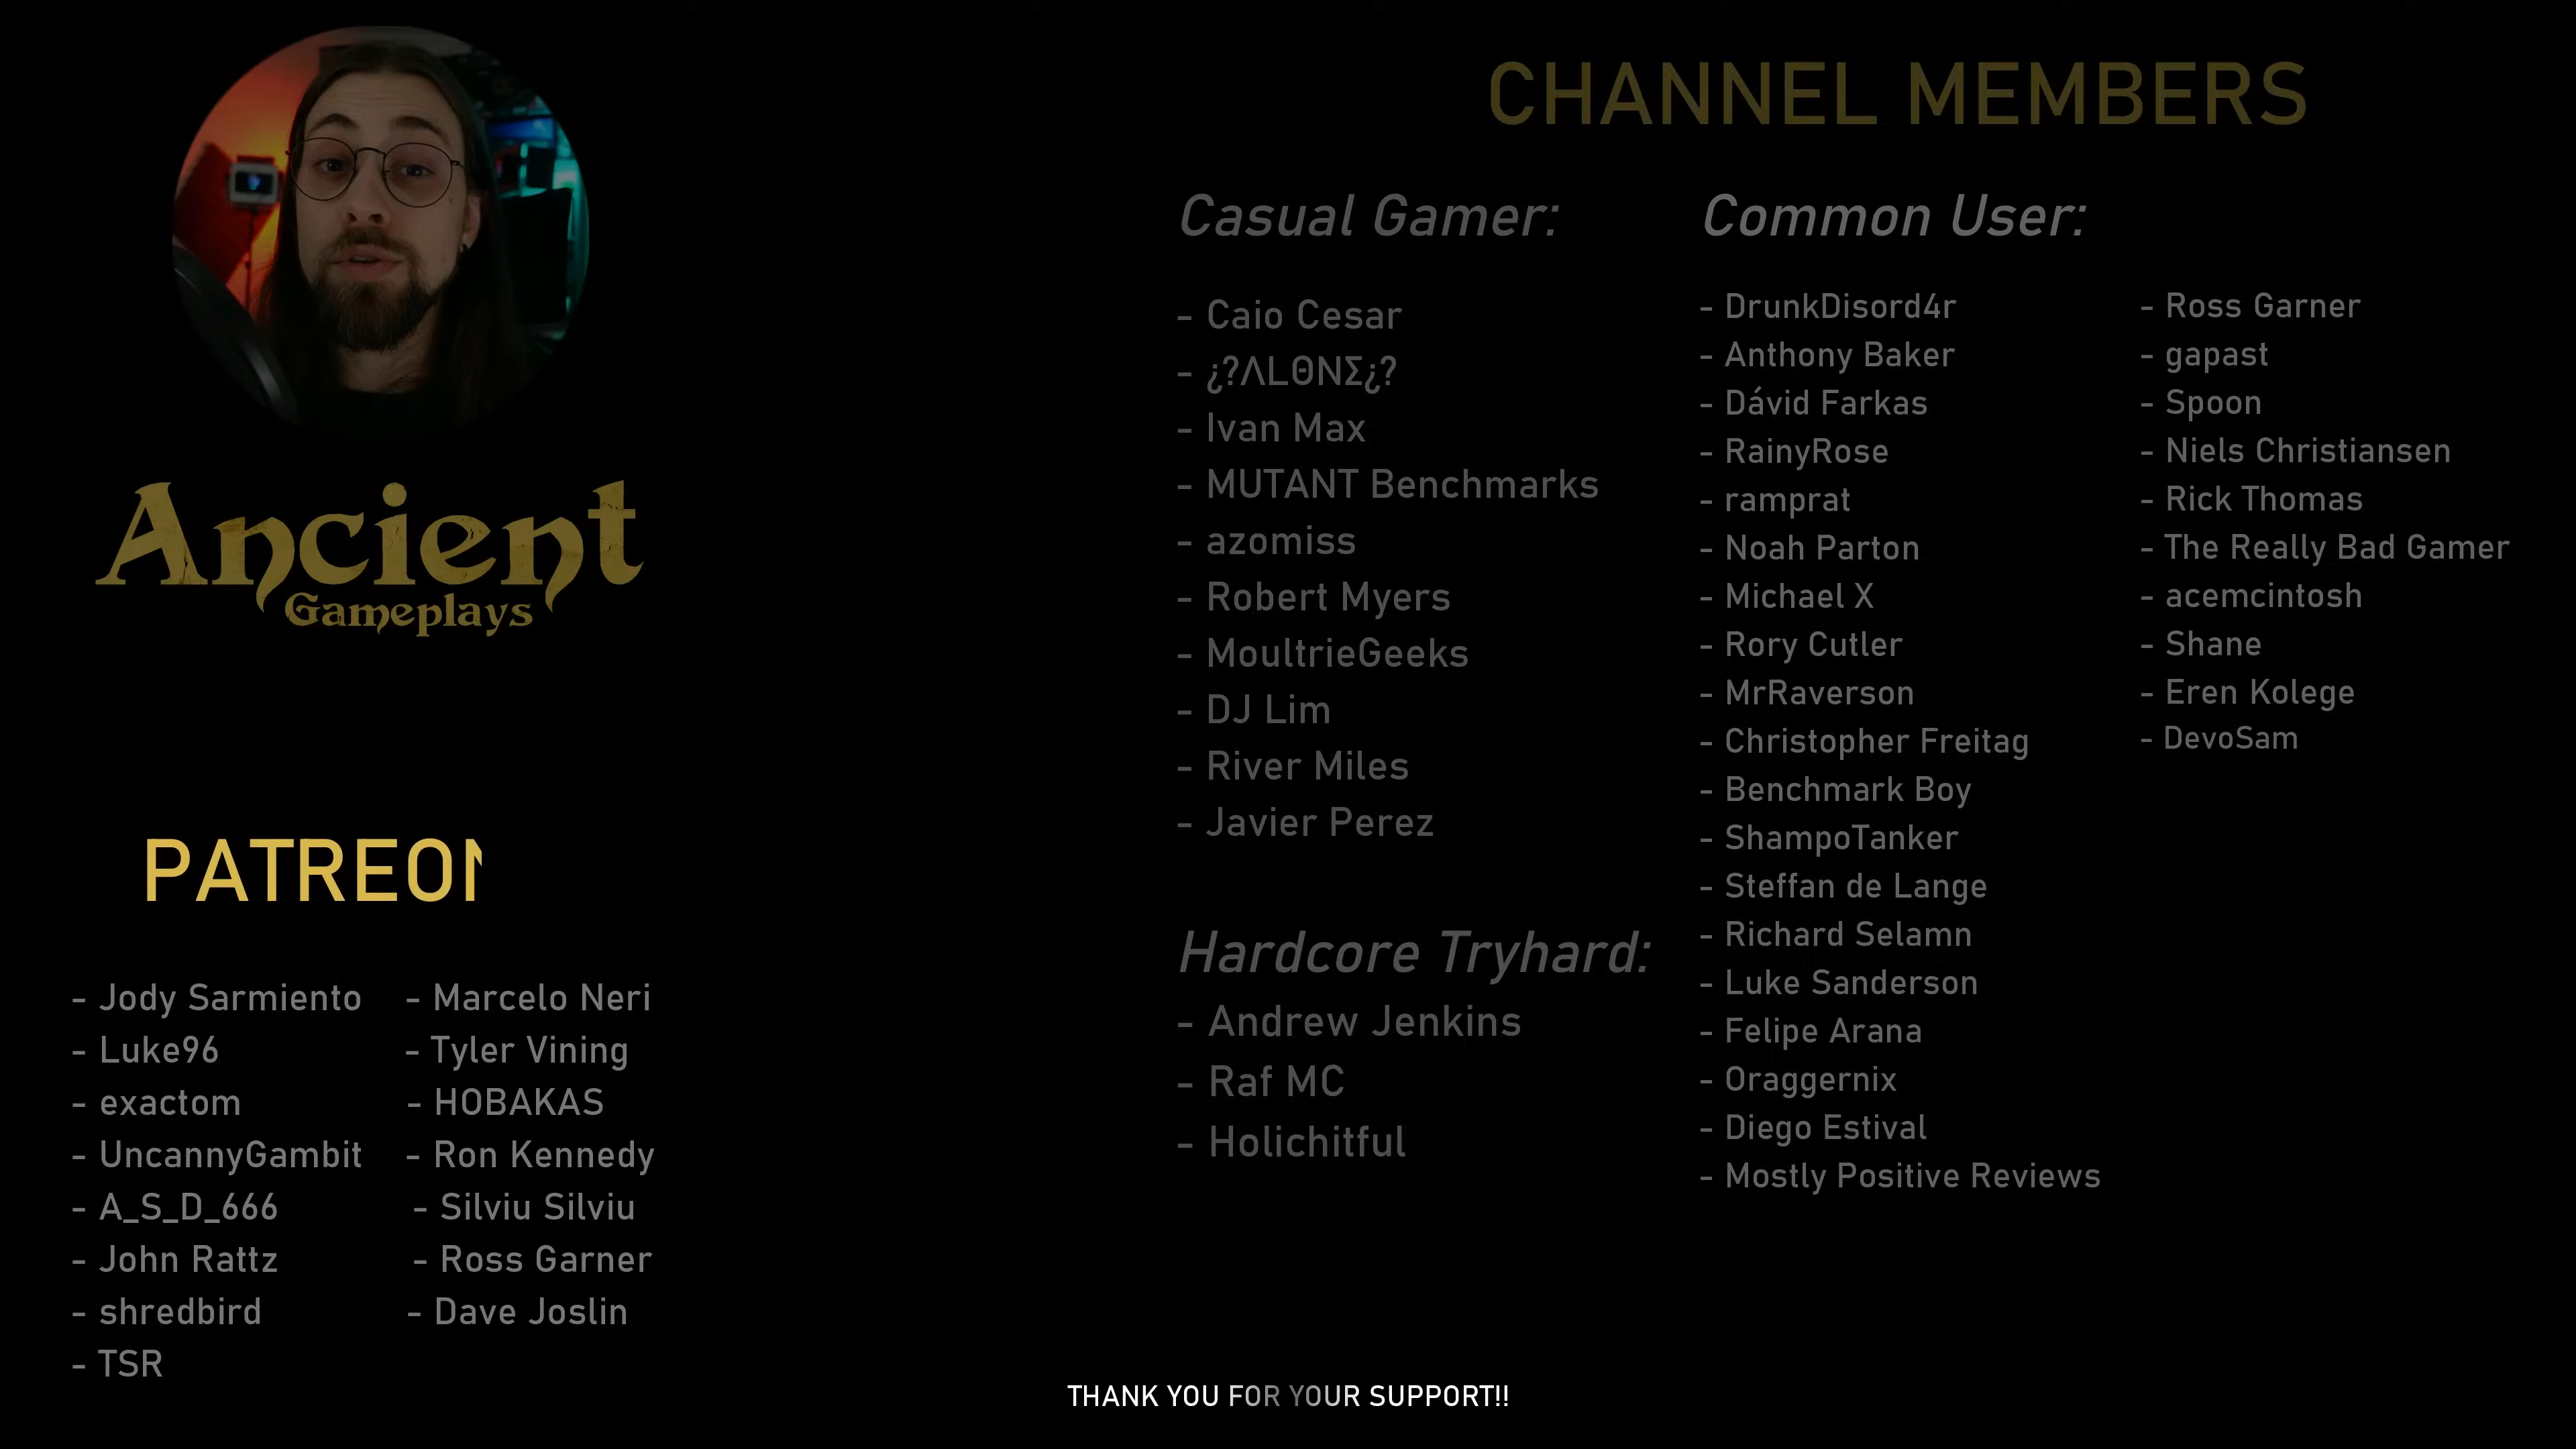 Ancient
Gameplays
PATREON
- Jody Sarmiento
- Luke96
- exactom
- UncannyGambit
- A_S_D_666
- John Rattz
- shredbird
- TSR
- Marcelo Neri
- Tyler Vining
- HOBAKAS
- Ron Kennedy
- Silviu Silviu
- Ross Garner
- Dave Joslin
CHANNEL MEMBERS
Casual Gamer:
- Caio Cesar
- ¿?ΛLΘNΣ¿?
- Ivan Max
- MUTANT Benchmarks
- azomiss
- Robert Myers
- MoultrieGeeks
- DJ Lim
- River Miles
- Javier Perez
Hardcore Tryhard:
- Andrew Jenkins
- Raf MC
- Holichitful
Common User:
- DrunkDisord4r
- Anthony Baker
- Dávid Farkas
- RainyRose
- ramprat
- Noah Parton
- Michael X
- Rory Cutler
- MrRaverson
- Christopher Freitag
- Benchmark Boy
- ShampoTanker
- Steffan de Lange
- Richard Selamn
- Luke Sanderson
- Felipe Arana
- Oraggernix
- Diego Estival
- Mostly Positive Reviews
- Ross Garner
- gapast
- Spoon
- Niels Christiansen
- Rick Thomas
- The Really Bad Gamer
- acemcintosh
- Shane
- Eren Kolege
- DevoSam
THANK YOU FOR YOUR SUPPORT!!